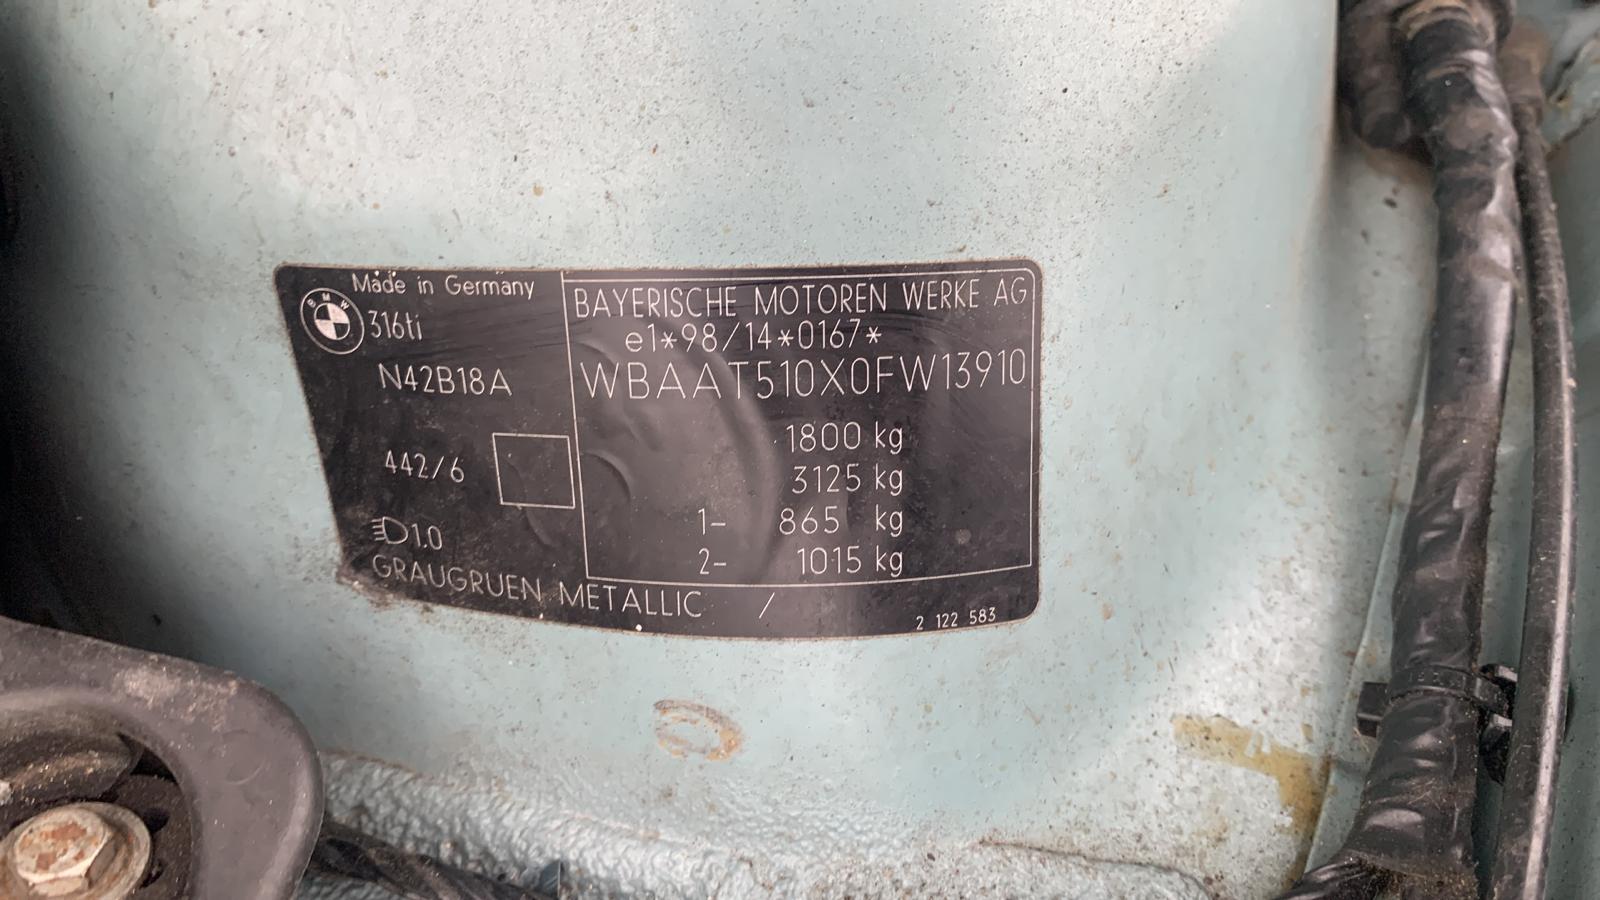 Made in Germany
BMW
316ti
N42B18A
442/6
1.0
GRAUGRUEN METALLIC /
BAYERISCHE MOTOREN WERKE AG
e1*98/14*0167*
WBAAT510X0FW13910
1800 kg
3125 kg
1- 865 kg
2- 1015 kg
2 122 583